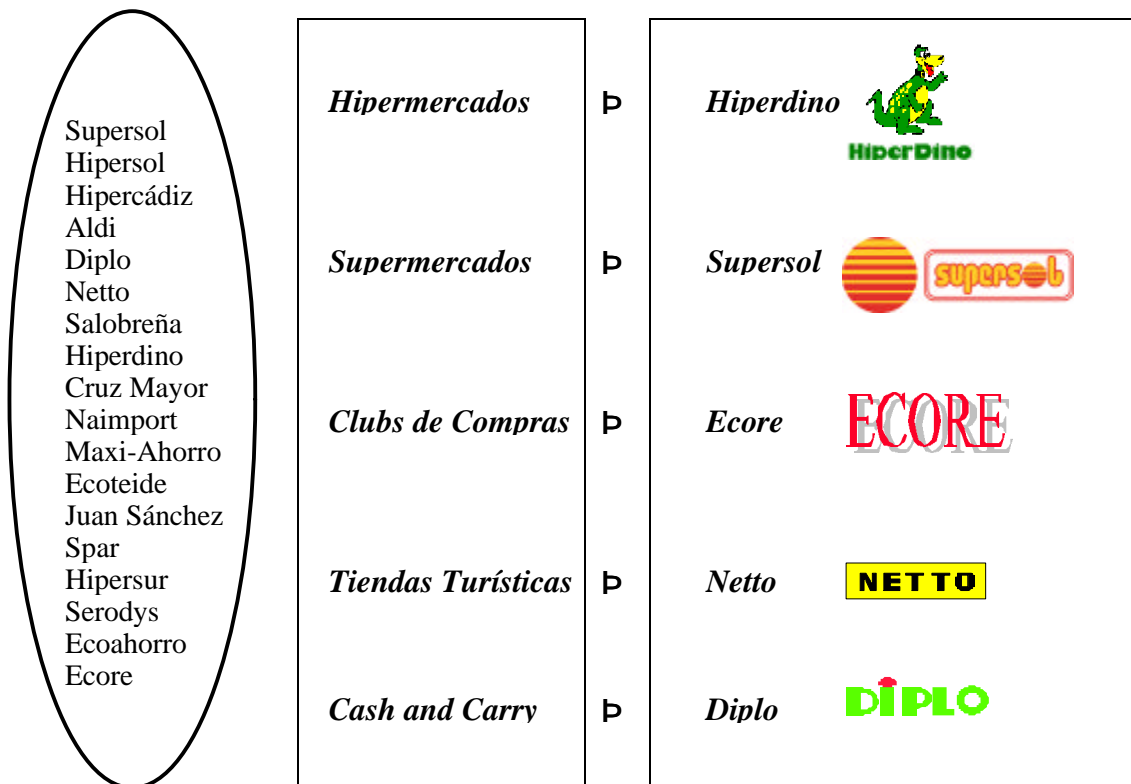 Supersol
Hipersol
Hipercádiz
Aldi
Diplo
Netto
Salobreña
Hiperdino
Cruz Mayor
Naimport
Maxi-Ahorro
Ecoteide
Juan Sánchez
Spar
Hipersur
Serodys
Ecoahorro
Ecore
Hipermercados Þ Hiperdino HiperDino
Supermercados Þ Supersol supersol
Clubs de Compras Þ Ecore ECORE
Tiendas Turísticas Þ Netto NETTO
Cash and Carry Þ Diplo DIPLO